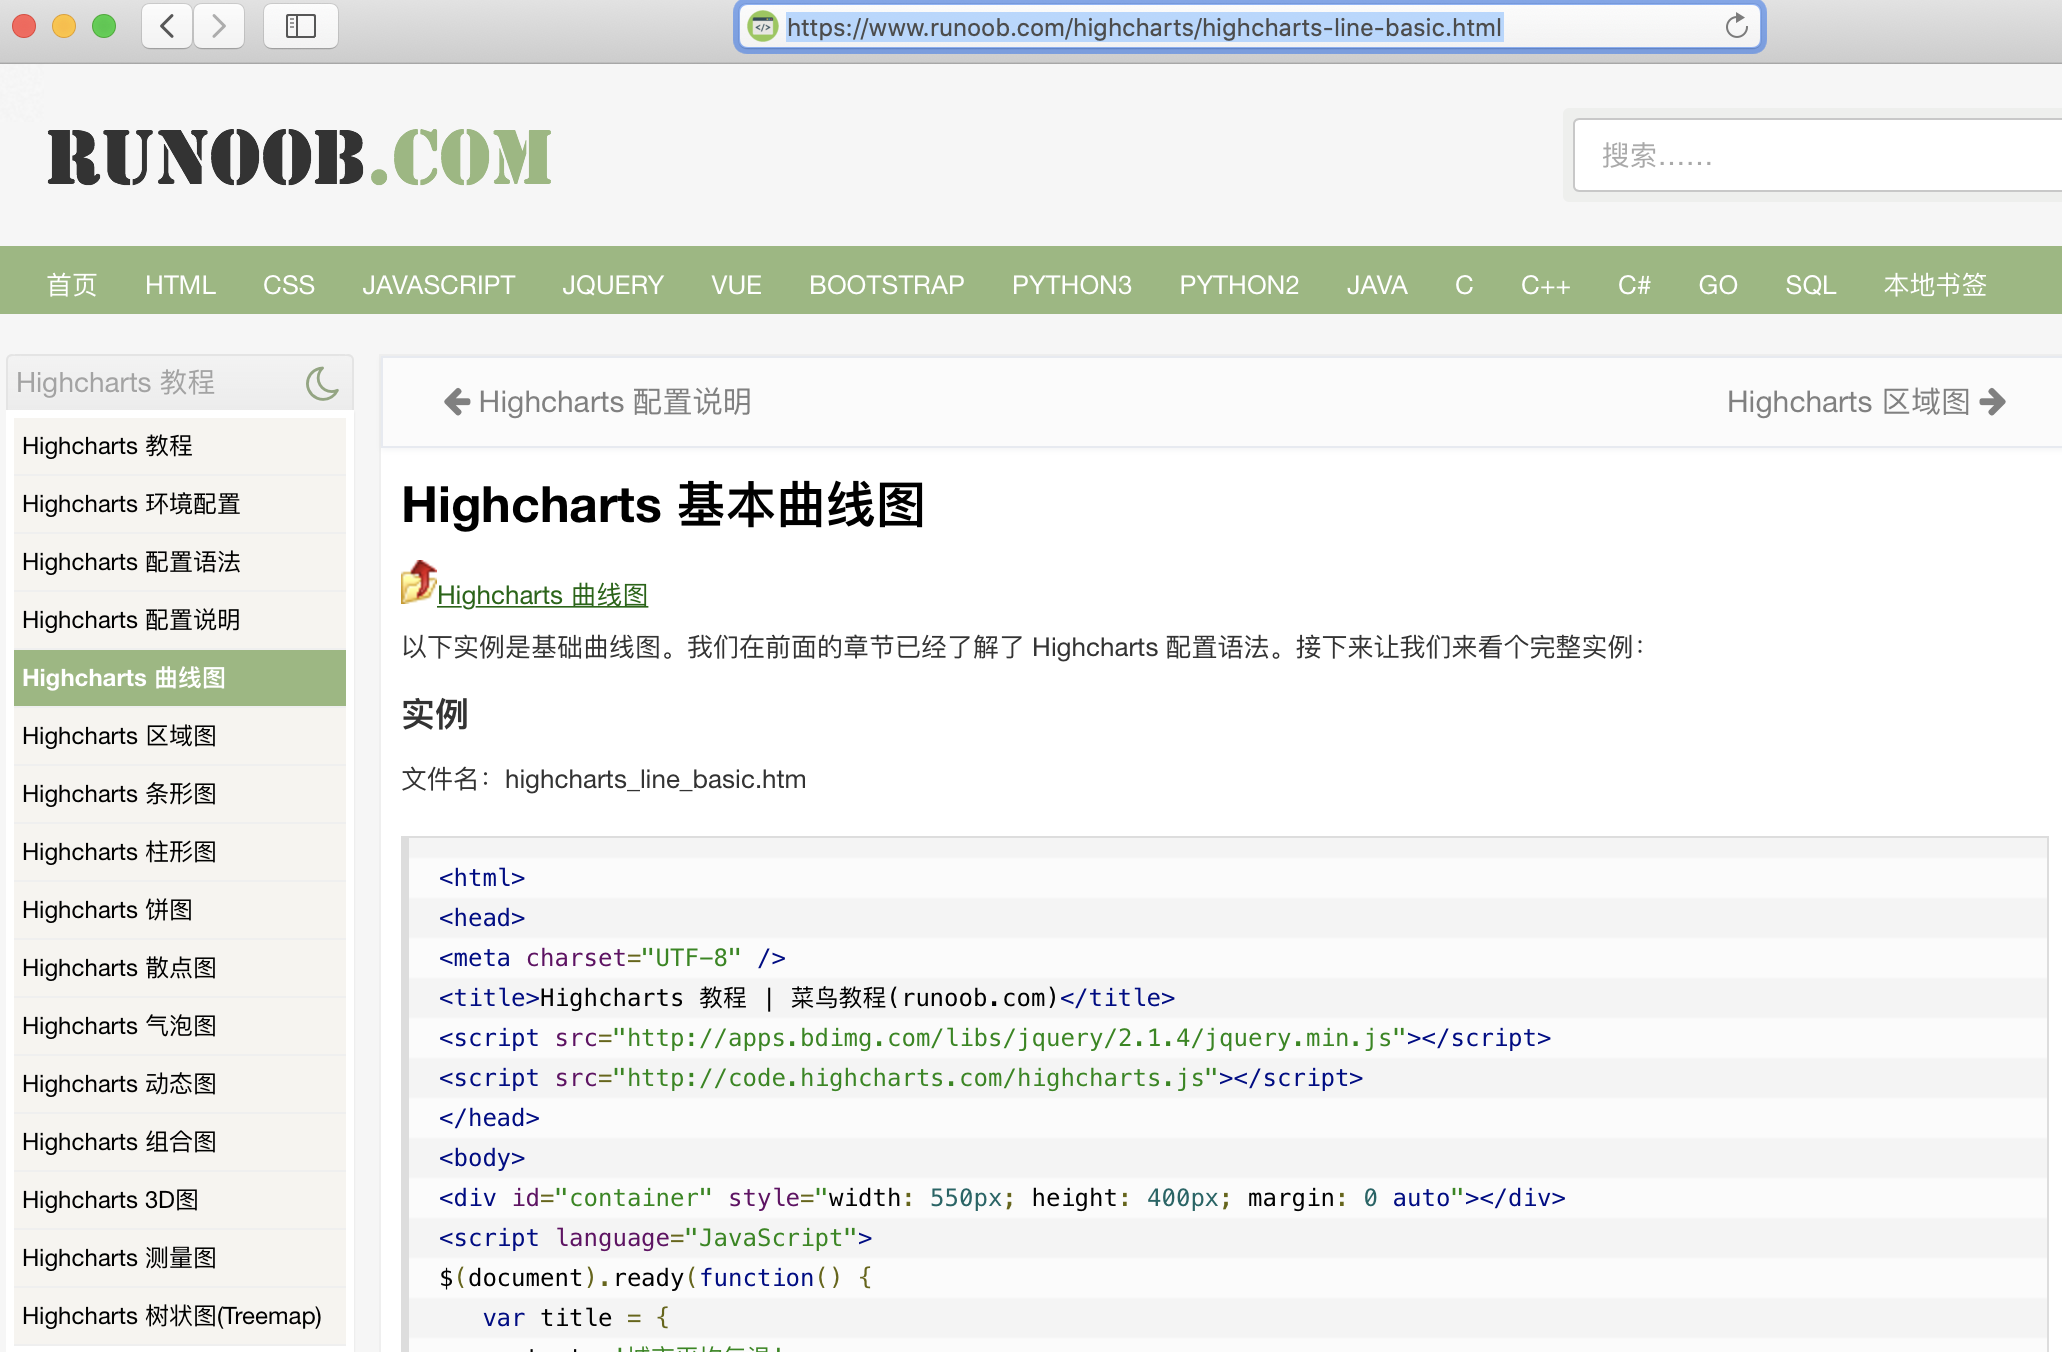 https://www.runoob.com/highcharts/highcharts-line-basic.html
RUNOOB.COM
搜索……
首页 HTML CSS JAVASCRIPT JQUERY VUE BOOTSTRAP PYTHON3 PYTHON2 JAVA C C++ C# GO SQL 本地书签
Highcharts 教程
Highcharts 教程
Highcharts 环境配置
Highcharts 配置语法
Highcharts 配置说明
Highcharts 曲线图
Highcharts 区域图
Highcharts 条形图
Highcharts 柱形图
Highcharts 饼图
Highcharts 散点图
Highcharts 气泡图
Highcharts 动态图
Highcharts 组合图
Highcharts 3D图
Highcharts 测量图
Highcharts 树状图(Treemap)
Highcharts 配置说明
Highcharts 区域图
Highcharts 基本曲线图
Highcharts 曲线图
以下实例是基础曲线图。我们在前面的章节已经了解了 Highcharts 配置语法。接下来让我们来看个完整实例：
实例
文件名：highcharts_line_basic.htm
<html>
<head>
<meta charset="UTF-8" />
<title>Highcharts 教程 | 菜鸟教程(runoob.com)</title>
<script src="http://apps.bdimg.com/libs/jquery/2.1.4/jquery.min.js"></script>
<script src="http://code.highcharts.com/highcharts.js"></script>
</head>
<body>
<div id="container" style="width: 550px; height: 400px; margin: 0 auto"></div>
<script language="JavaScript">
$(document).ready(function() {
var title = {